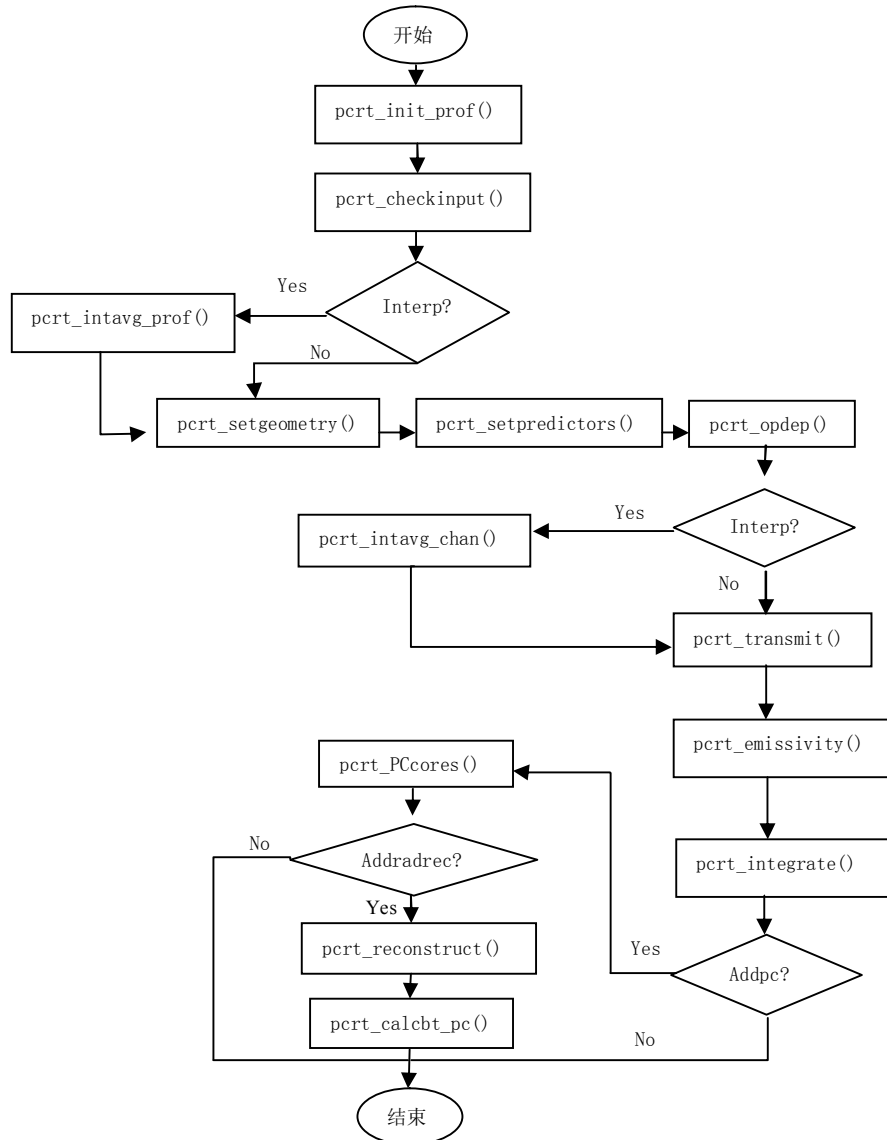 开始
pcrt_init_prof()
pcrt_checkinput()
Yes
Interp?
pcrt_intavg_prof()
No
pcrt_setgeometry()
pcrt_setpredictors()
pcrt_opdep()
Yes
Interp?
pcrt_intavg_chan()
No
pcrt_transmit()
pcrt_emissivity()
pcrt_PCcores()
No
Addradrec?
pcrt_integrate()
Yes
pcrt_reconstruct()
Yes
Addpc?
pcrt_calcbt_pc()
No
结束